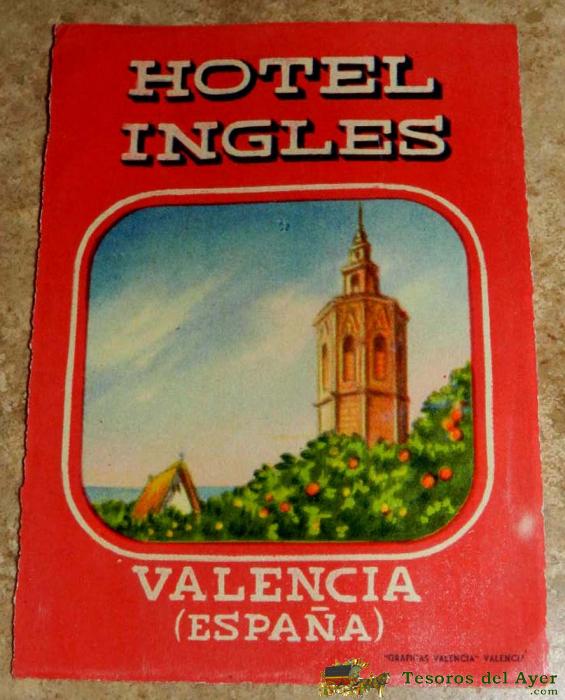 HOTEL
INGLES
VALENCIA
(ESPAÑA)
"GRAFICAS VALENCIA" VALENCIA
Tesoros del Ayer
.com